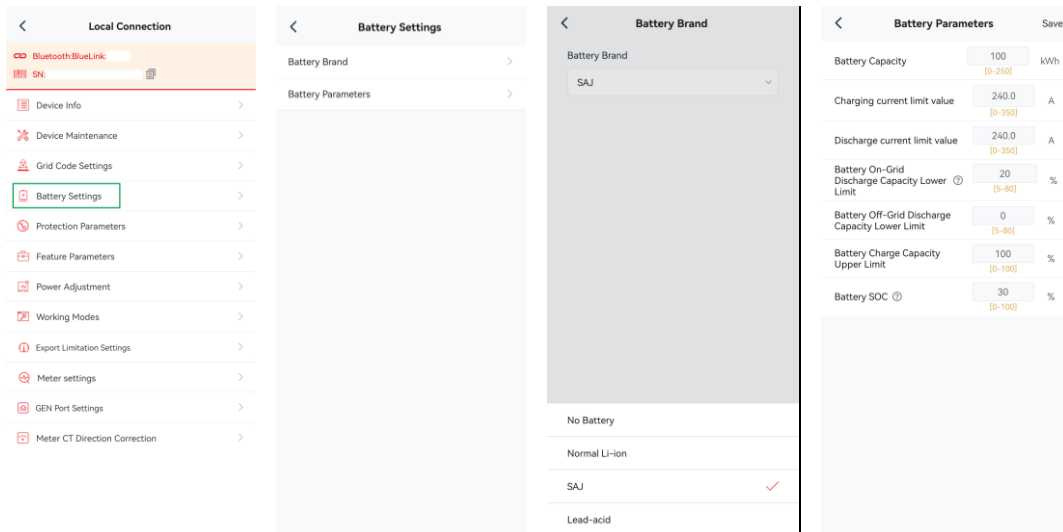 Local Connection
Bluetooth:BlueLink:
SN:
Device Info
Device Maintenance
Grid Code Settings
Battery Settings
Protection Parameters
Feature Parameters
Power Adjustment
Working Modes
Export Limitation Settings
Meter settings
GEN Port Settings
Meter CT Direction Correction
Battery Settings
Battery Brand
Battery Parameters
Battery Brand
Battery Brand
SAJ
No Battery
Normal Li-ion
SAJ
Lead-acid
Battery Parameters Save
Battery Capacity 100 kWh
[0-250]
Charging current limit value 240.0 A
[0-350]
Discharge current limit value 240.0 A
[0-350]
Battery On-Grid
Discharge Capacity Lower
Limit
20 %
[5-80]
Battery Off-Grid Discharge
Capacity Lower Limit
0 %
[5-80]
Battery Charge Capacity
Upper Limit
100 %
[0-100]
Battery SOC 30 %
[0-100]